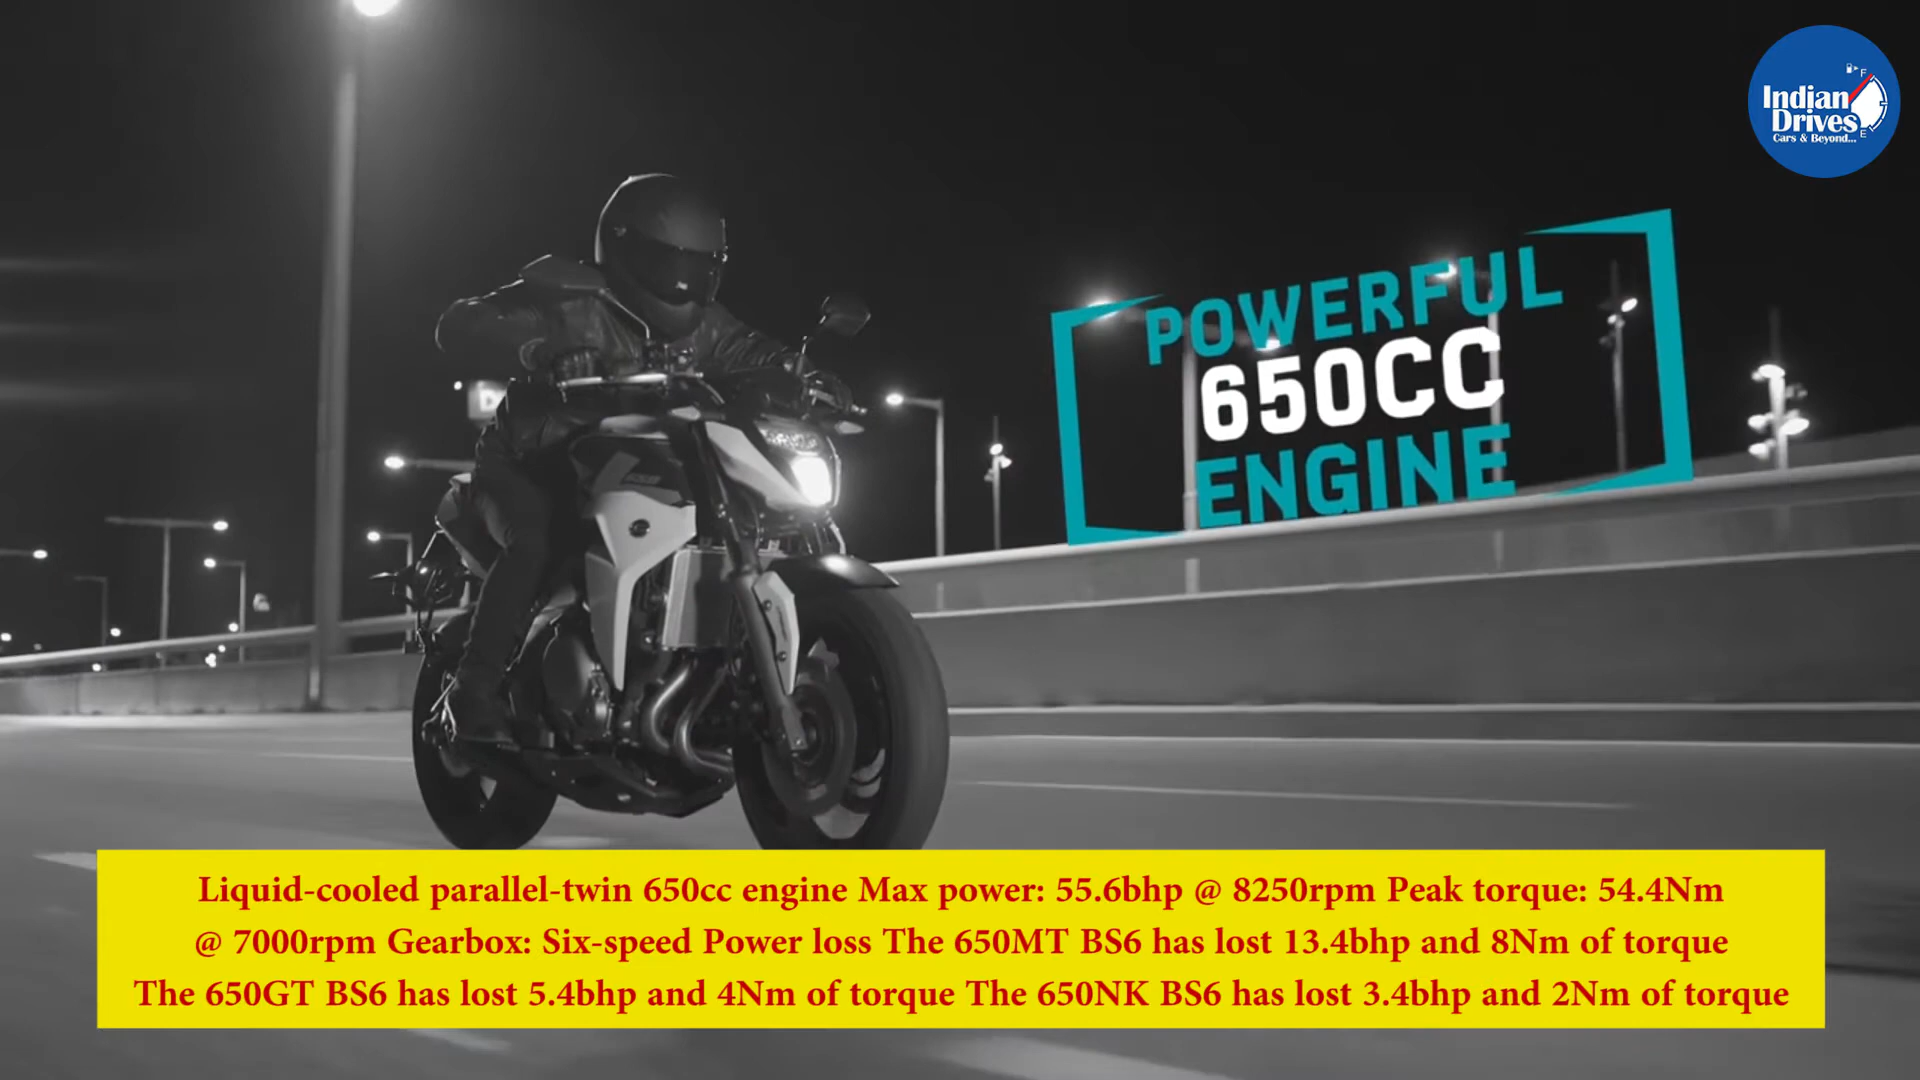 Indian
Drives
Cars & Beyond...
F
E
POWERFUL
650CC
ENGINE
Liquid-cooled parallel-twin 650cc engine Max power: 55.6bhp @ 8250rpm Peak torque: 54.4Nm
@ 7000rpm Gearbox: Six-speed Power loss The 650MT BS6 has lost 13.4bhp and 8Nm of torque
The 650GT BS6 has lost 5.4bhp and 4Nm of torque The 650NK BS6 has lost 3.4bhp and 2Nm of torque